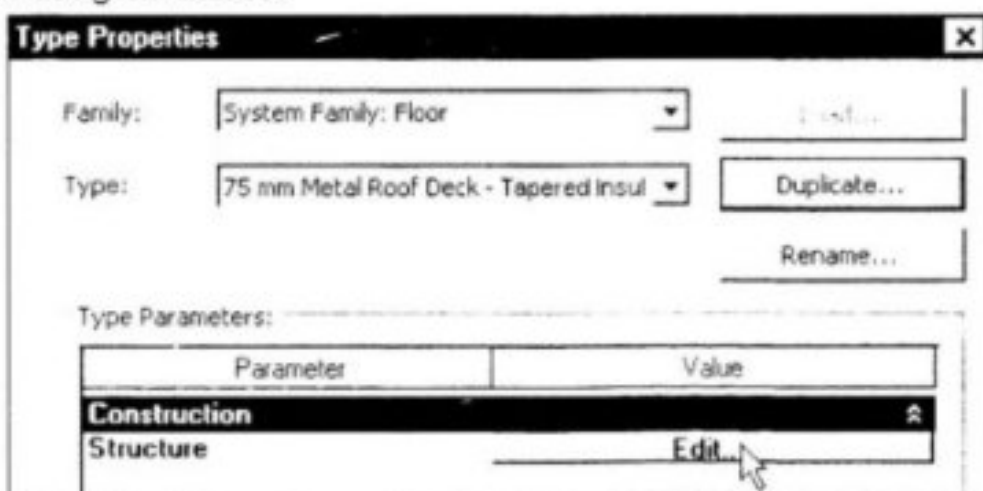 Type Properties
Family: System Family: Floor
Type: 75 mm Metal Roof Deck - Tapered Insul Duplicate...
Rename...
Type Parameters:
Parameter Value
Construction
Structure Edit...